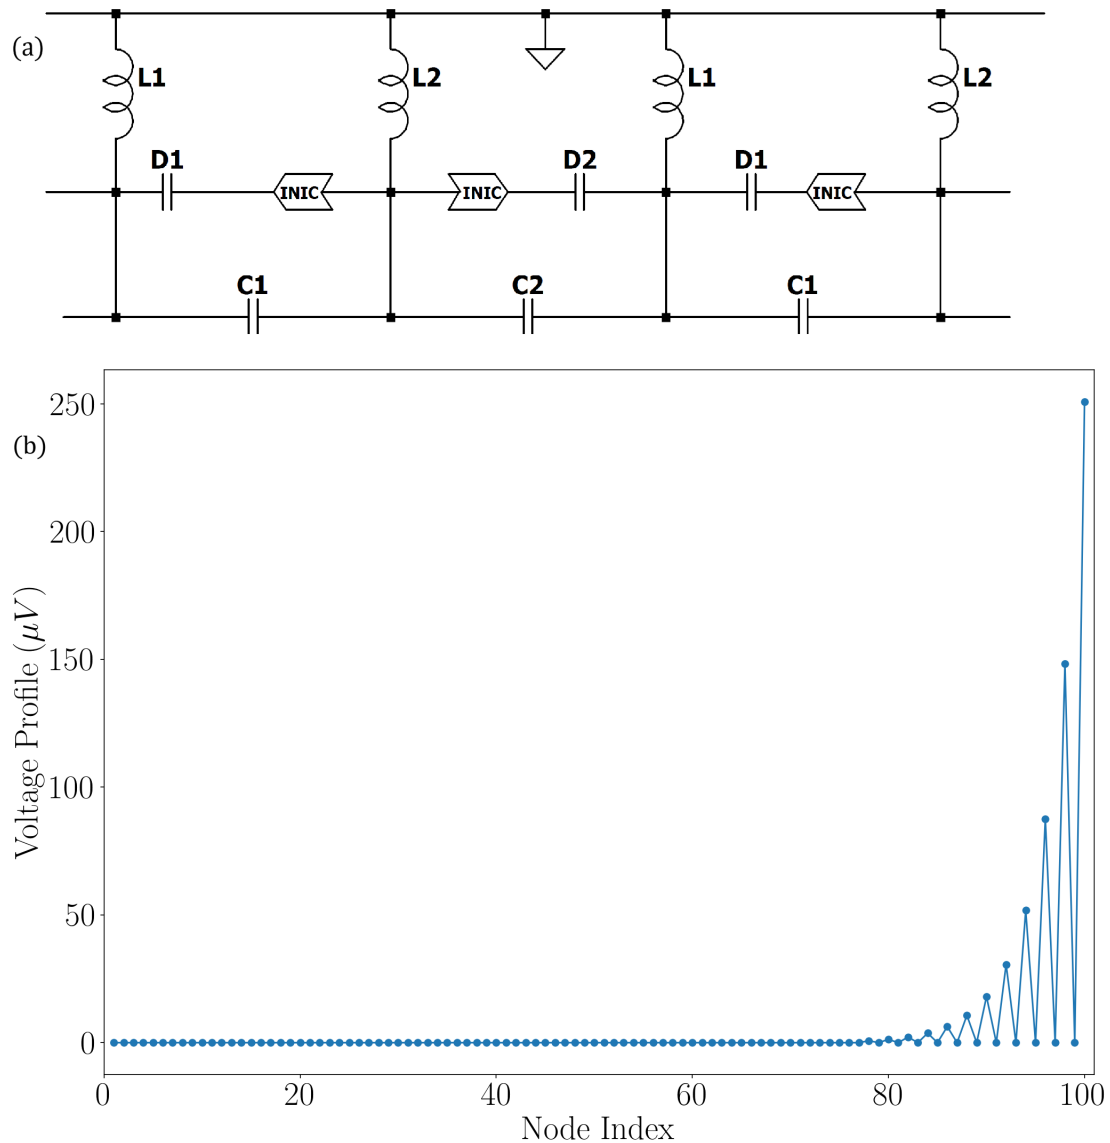 (a)
L1 L2 L1 L2
D1 D2 D1
INIC INIC INIC
C1 C2 C1
(b)
Voltage Profile (μV)
250
200
150
100
50
0
0 20 40 60 80 100
Node Index